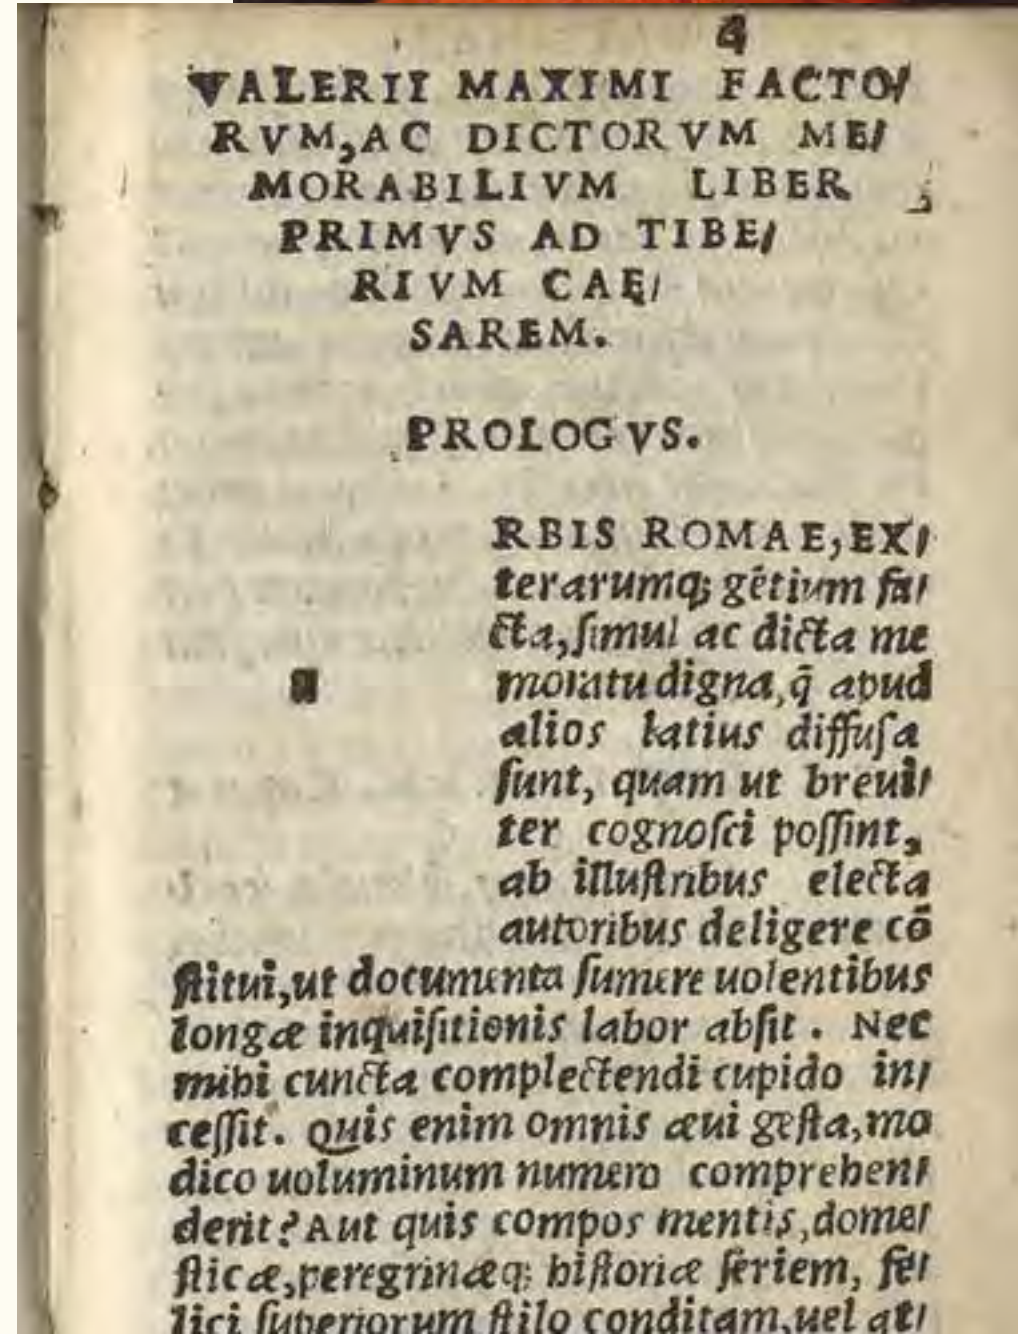 4
VALERII MAXIMI FACTO/
RVM, AC DICTORVM ME/
MORABILIVM LIBER
PRIMVS AD TIBE/
RIVM CAE/
SAREM.
PROLOGVS.
RBIS ROMAE, EX/
terarumq; gētium fa/
cta, ſimul ac dicta me
u
moratu digna, q̄ apud
alios latius diffuſa
ſunt, quam ut breui/
ter cognoſci poſſint,
ab illuſtribus electa
autoribus deligere cō
ſtitui, ut documenta ſumere uolentibus
longæ inquiſitionis labor abſit. Nec
mihi cuncta complectendi cupido in/
ceſſit. Quis enim omnis æui geſta, mo
dico uoluminum numero comprehen/
derit? Aut quis compos mentis, dome/
ſticæ, peregrinæq; hiſtoriæ ſeriem, fe/
lici ſuperiorum ſtilo conditam, uel at/